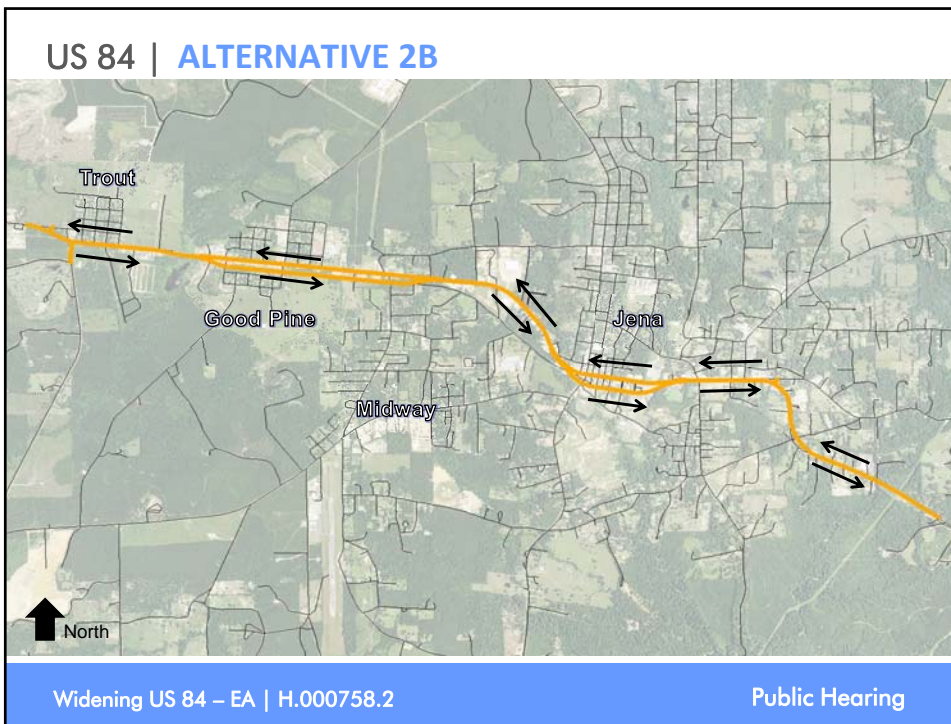 US 84 | ALTERNATIVE 2B
Trout
Good Pine
Jena
Midway
North
Widening US 84 – EA | H.000758.2
Public Hearing